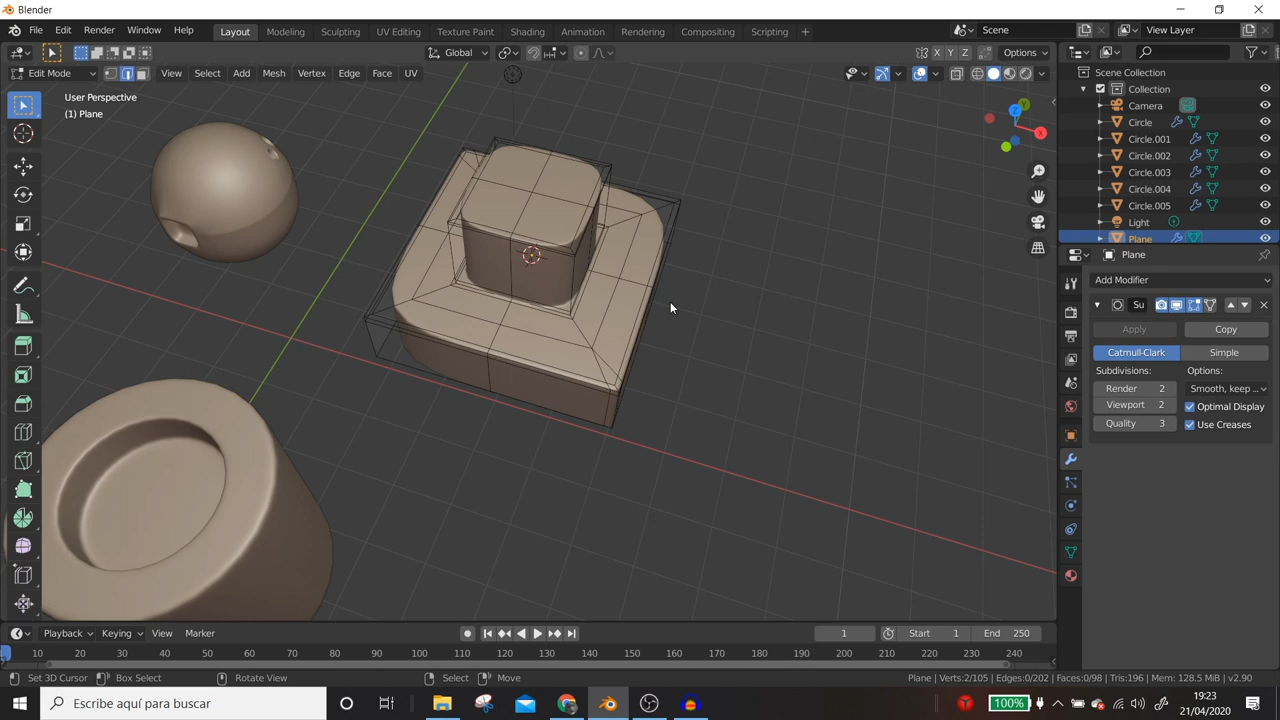 Blender
File Edit Render Window Help Layout Modeling Sculpting UV Editing Texture Paint Shading Animation Rendering Compositing Scripting + Scene View Layer
Global X Y Z Options
Edit Mode View Select Add Mesh Vertex Edge Face UV
User Perspective
(1) Plane
Z
X
Y
Scene Collection
Collection
Camera
Circle
Circle.001
Circle.002
Circle.003
Circle.004
Circle.005
Light
Plane
Plane
Add Modifier
Su
Apply Copy
Catmull-Clark Simple
Subdivisions: Options:
Render 2 Smooth, keep ...
Viewport 2 Optimal Display
Quality 3 Use Creases
Playback Keying View Marker 1 Start 1 End 250
10 20 30 40 50 60 70 80 90 100 110 120 130 140 150 160 170 180 190 200 210 220 230 240
Set 3D Cursor Box Select Rotate View Select Move Plane | Verts:2/105 | Edges:0/202 | Faces:0/98 | Tris:196 | Mem: 128.5 MiB | v2.90
Escribe aquí para buscar 100% 19:23
21/04/2020